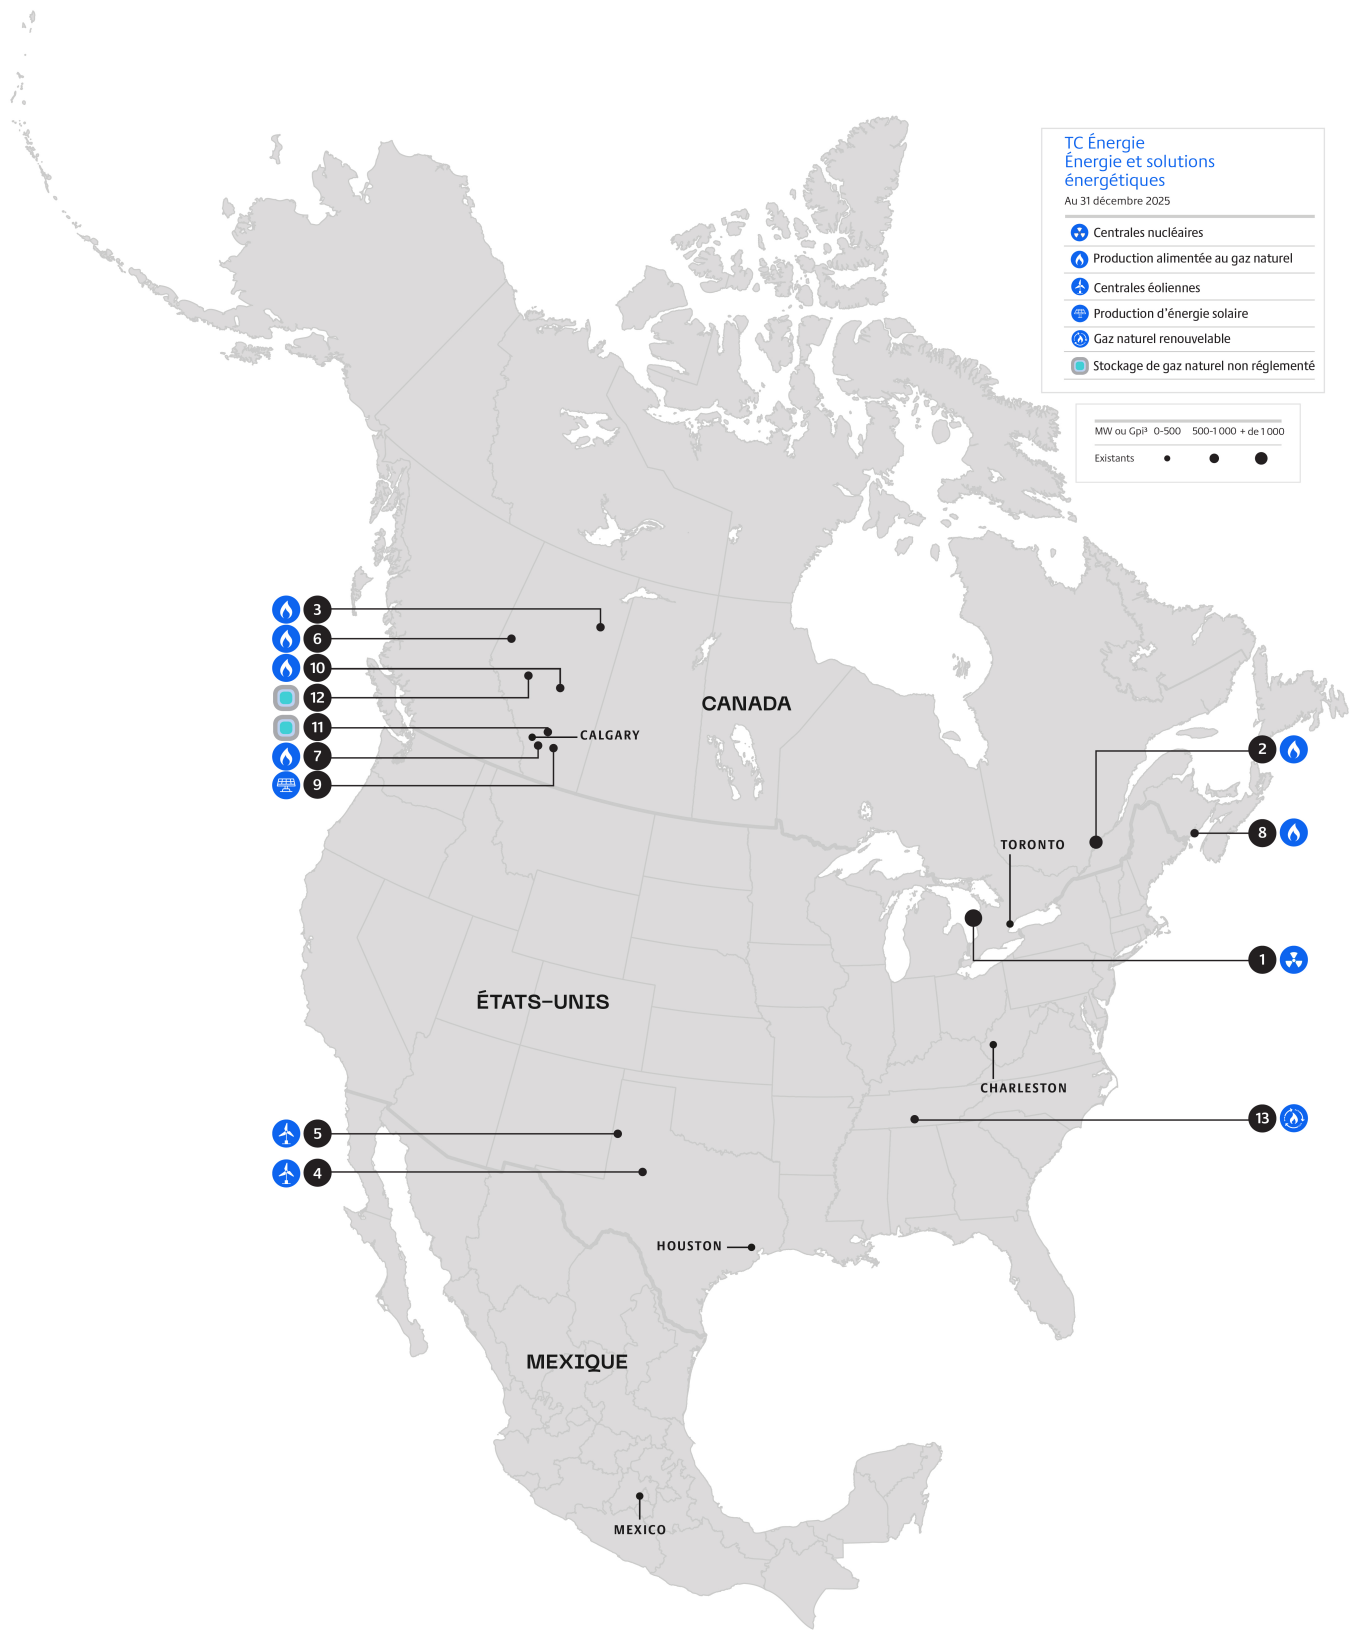 TC Énergie
Énergie et solutions
énergétiques
Au 31 décembre 2025
Centrales nucléaires
Production alimentée au gaz naturel
Centrales éoliennes
Production d'énergie solaire
Gaz naturel renouvelable
Stockage de gaz naturel non réglementé
MW ou Gpi³ 0-500 500-1 000 + de 1 000
Existants
3
6
10
12
11
7
9
CALGARY
CANADA
2
8
TORONTO
1
ÉTATS-UNIS
CHARLESTON
13
5
4
HOUSTON
MEXIQUE
MEXICO